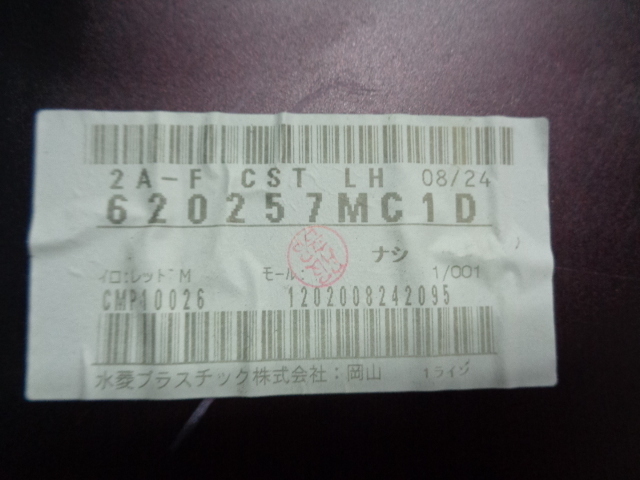 2A-F CST LH 08/24
620257MC1D
ナシ
イロ:レッド M モール: 1/001
CMP10026 1202008242095
水菱プラスチック株式会社:岡山 1ライン